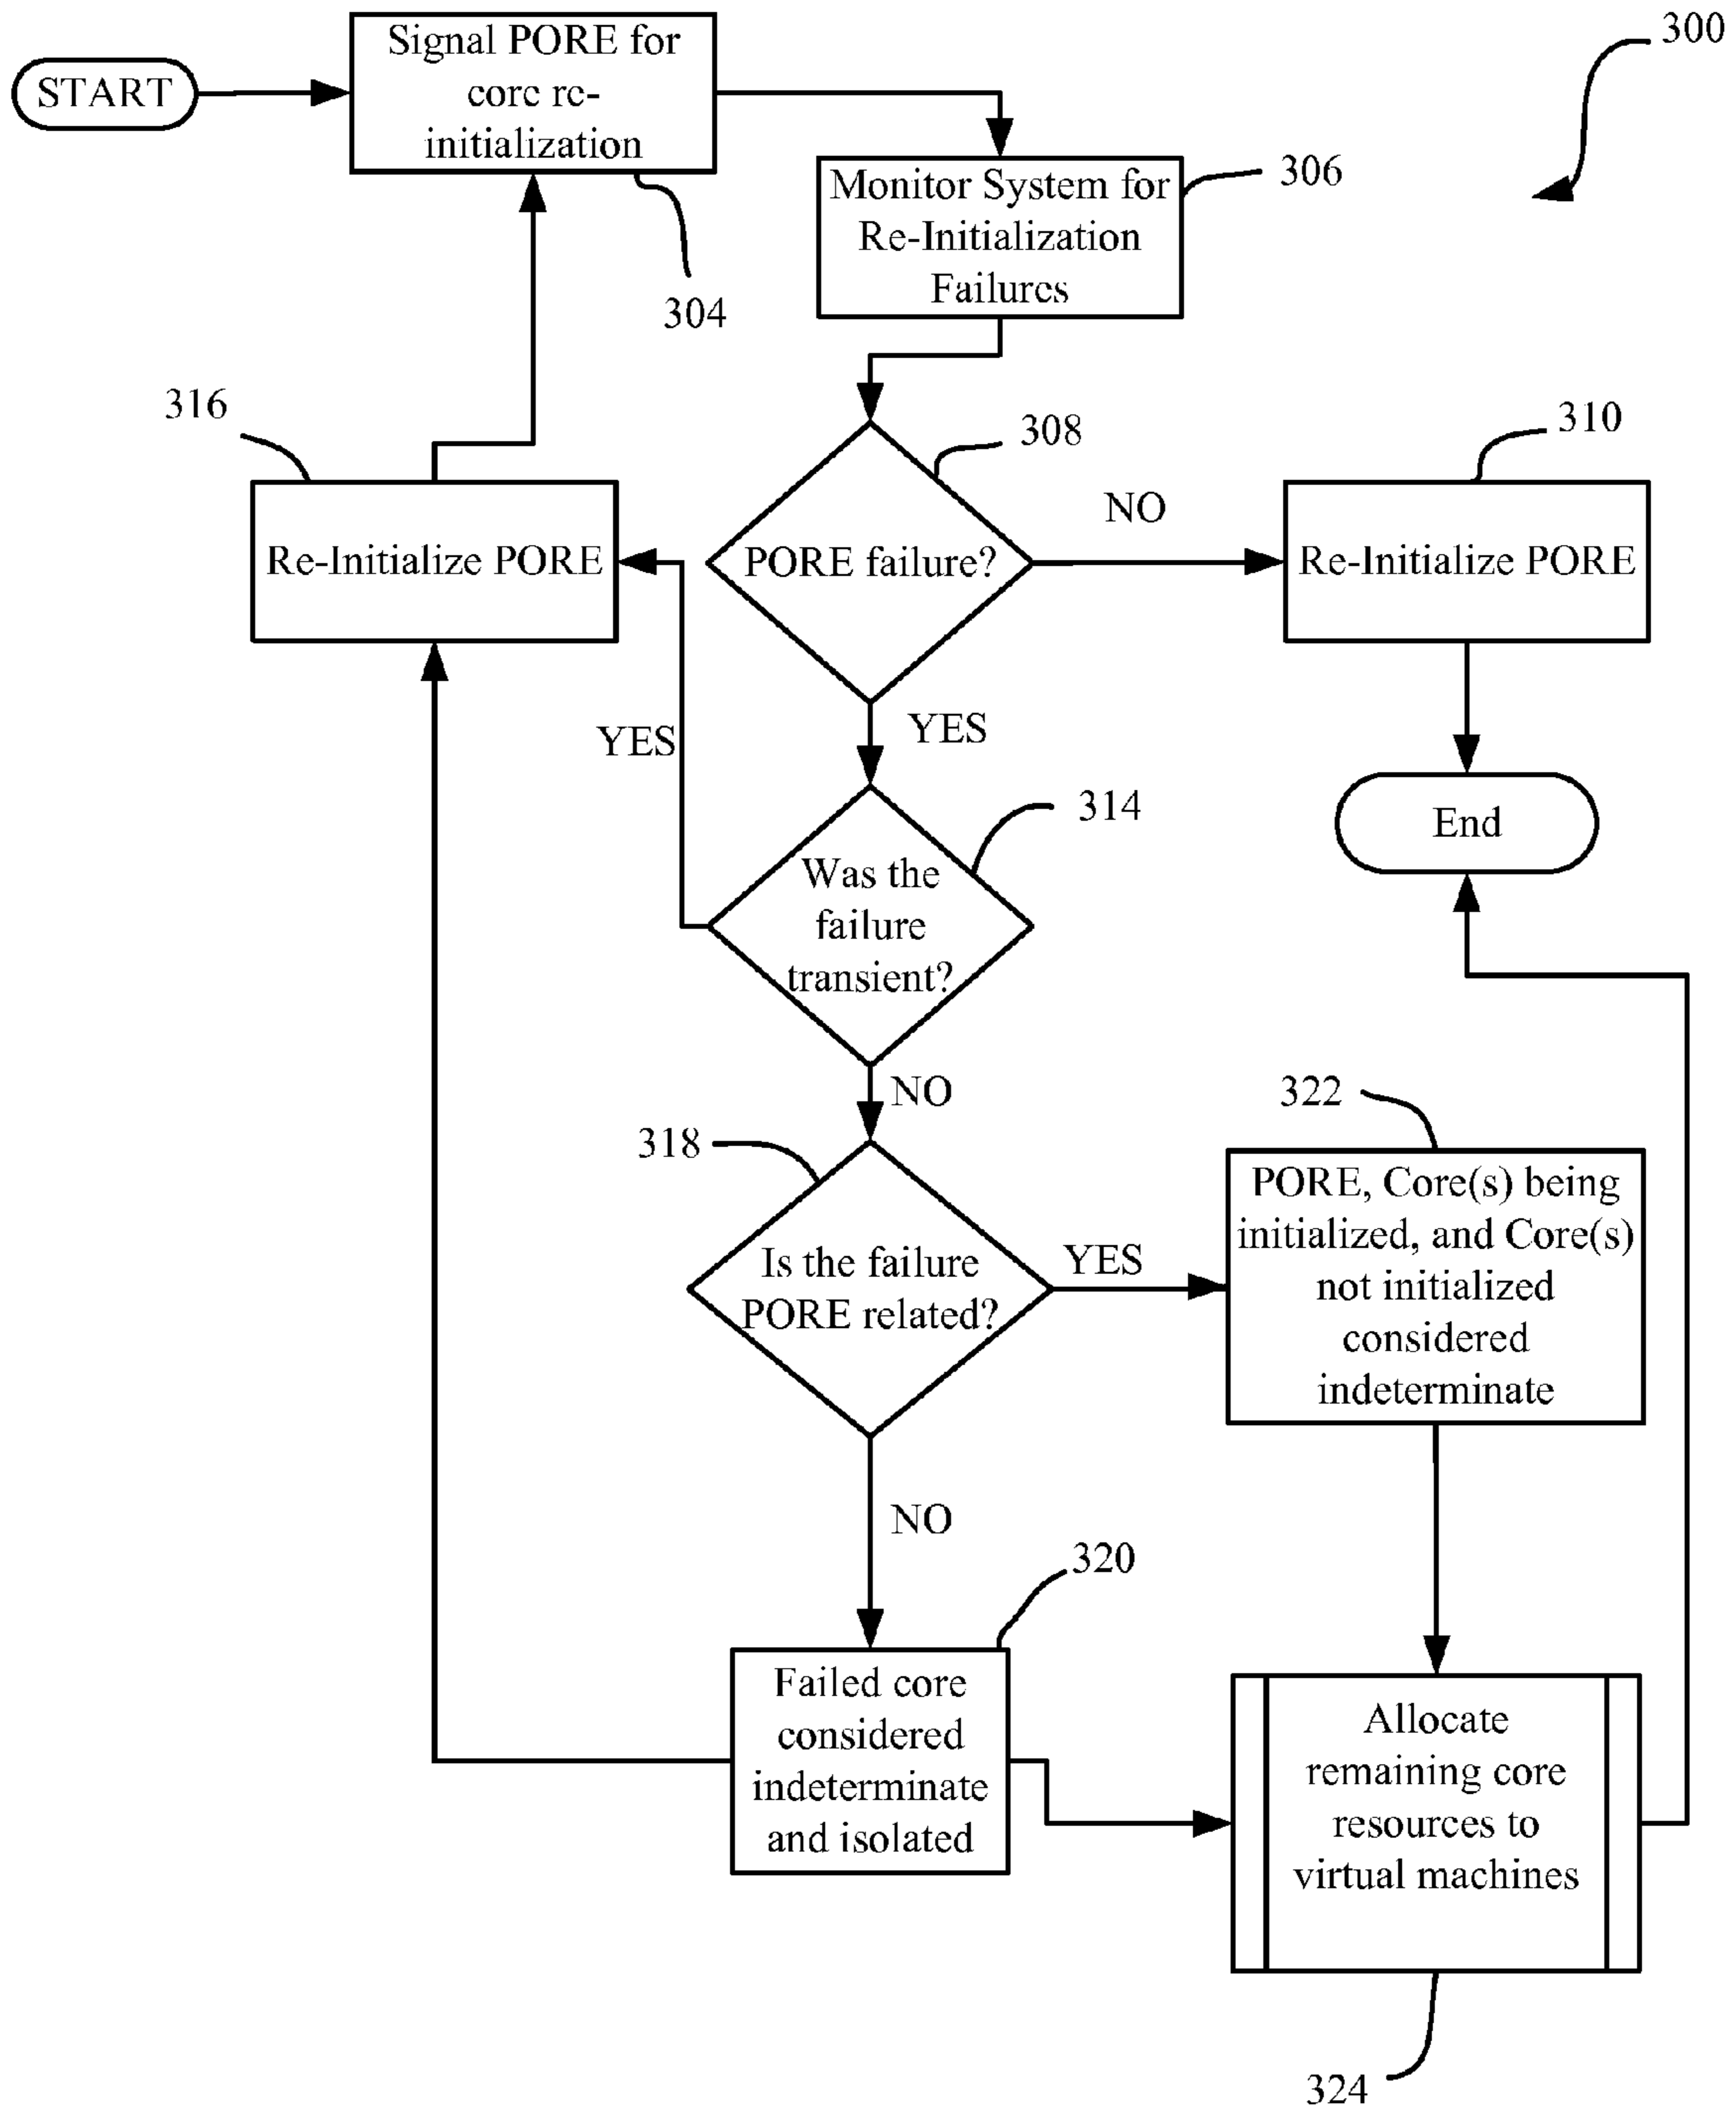 START
Signal PORE for
core re-
initialization
300
304
Monitor System for
Re-Initialization
Failures
306
316
308
310
Re-Initialize PORE
PORE failure?
NO
Re-Initialize PORE
YES
YES
314
End
Was the
failure
transient?
NO
318
322
Is the failure
PORE related?
YES
PORE, Core(s) being
initialized, and Core(s)
not initialized
considered
indeterminate
NO
320
Failed core
considered
indeterminate
and isolated
Allocate
remaining core
resources to
virtual machines
324